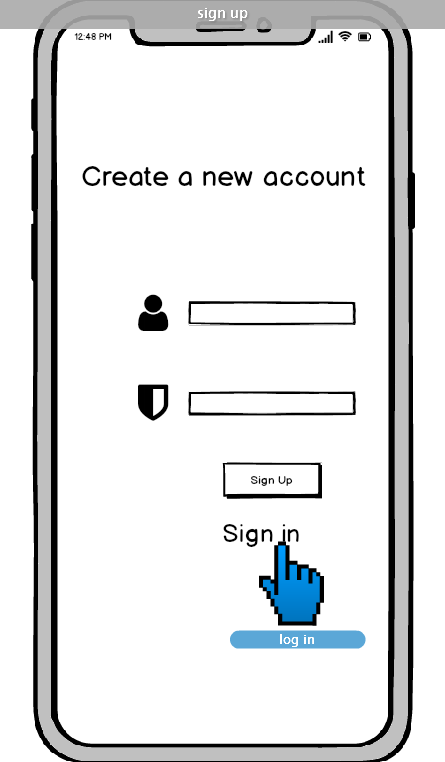 sign up
12:48 PM
Create a new account
Sign Up
Sign in
log in